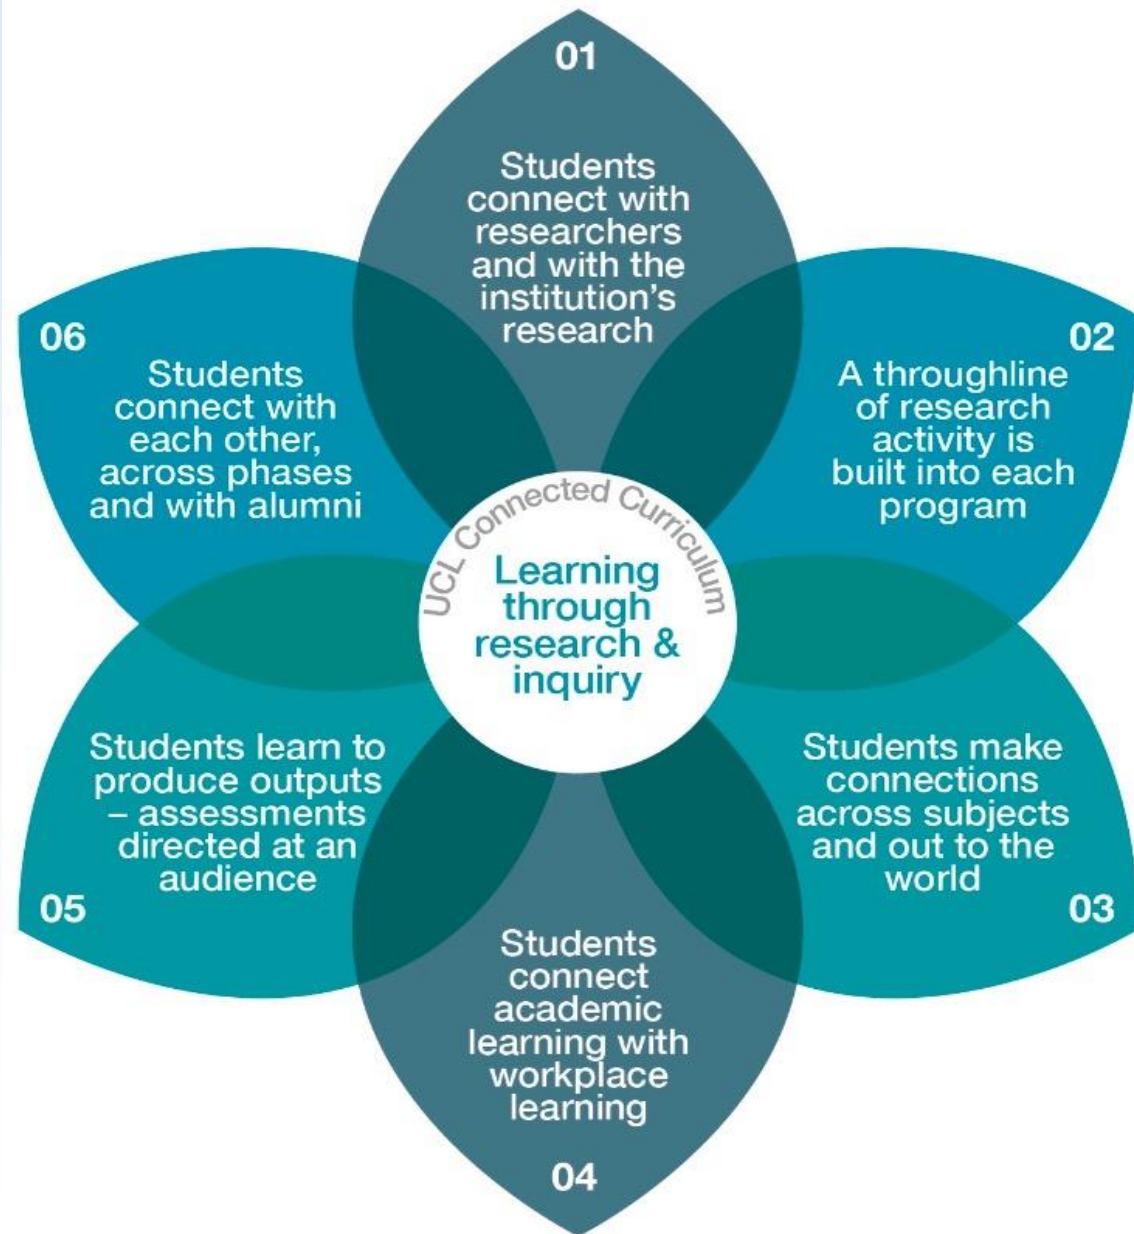 01
Students
connect with
researchers
and with the
institution's
research
02
A throughline
of research
activity is
built into each
program
03
Students make
connections
across subjects
and out to the
world
04
Students
connect
academic
learning with
workplace
learning
05
Students learn to
produce outputs
– assessments
directed at an
audience
06
Students
connect with
each other,
across phases
and with alumni
UCL Connected Curriculum
Learning
through
research &
inquiry